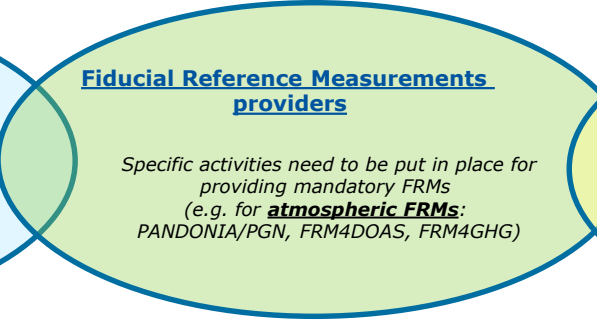 Fiducial Reference Measurements
providers
Specific activities need to be put in place for
providing mandatory FRMs
(e.g. for atmospheric FRMs:
PANDONIA/PGN, FRM4DOAS, FRM4GHG)